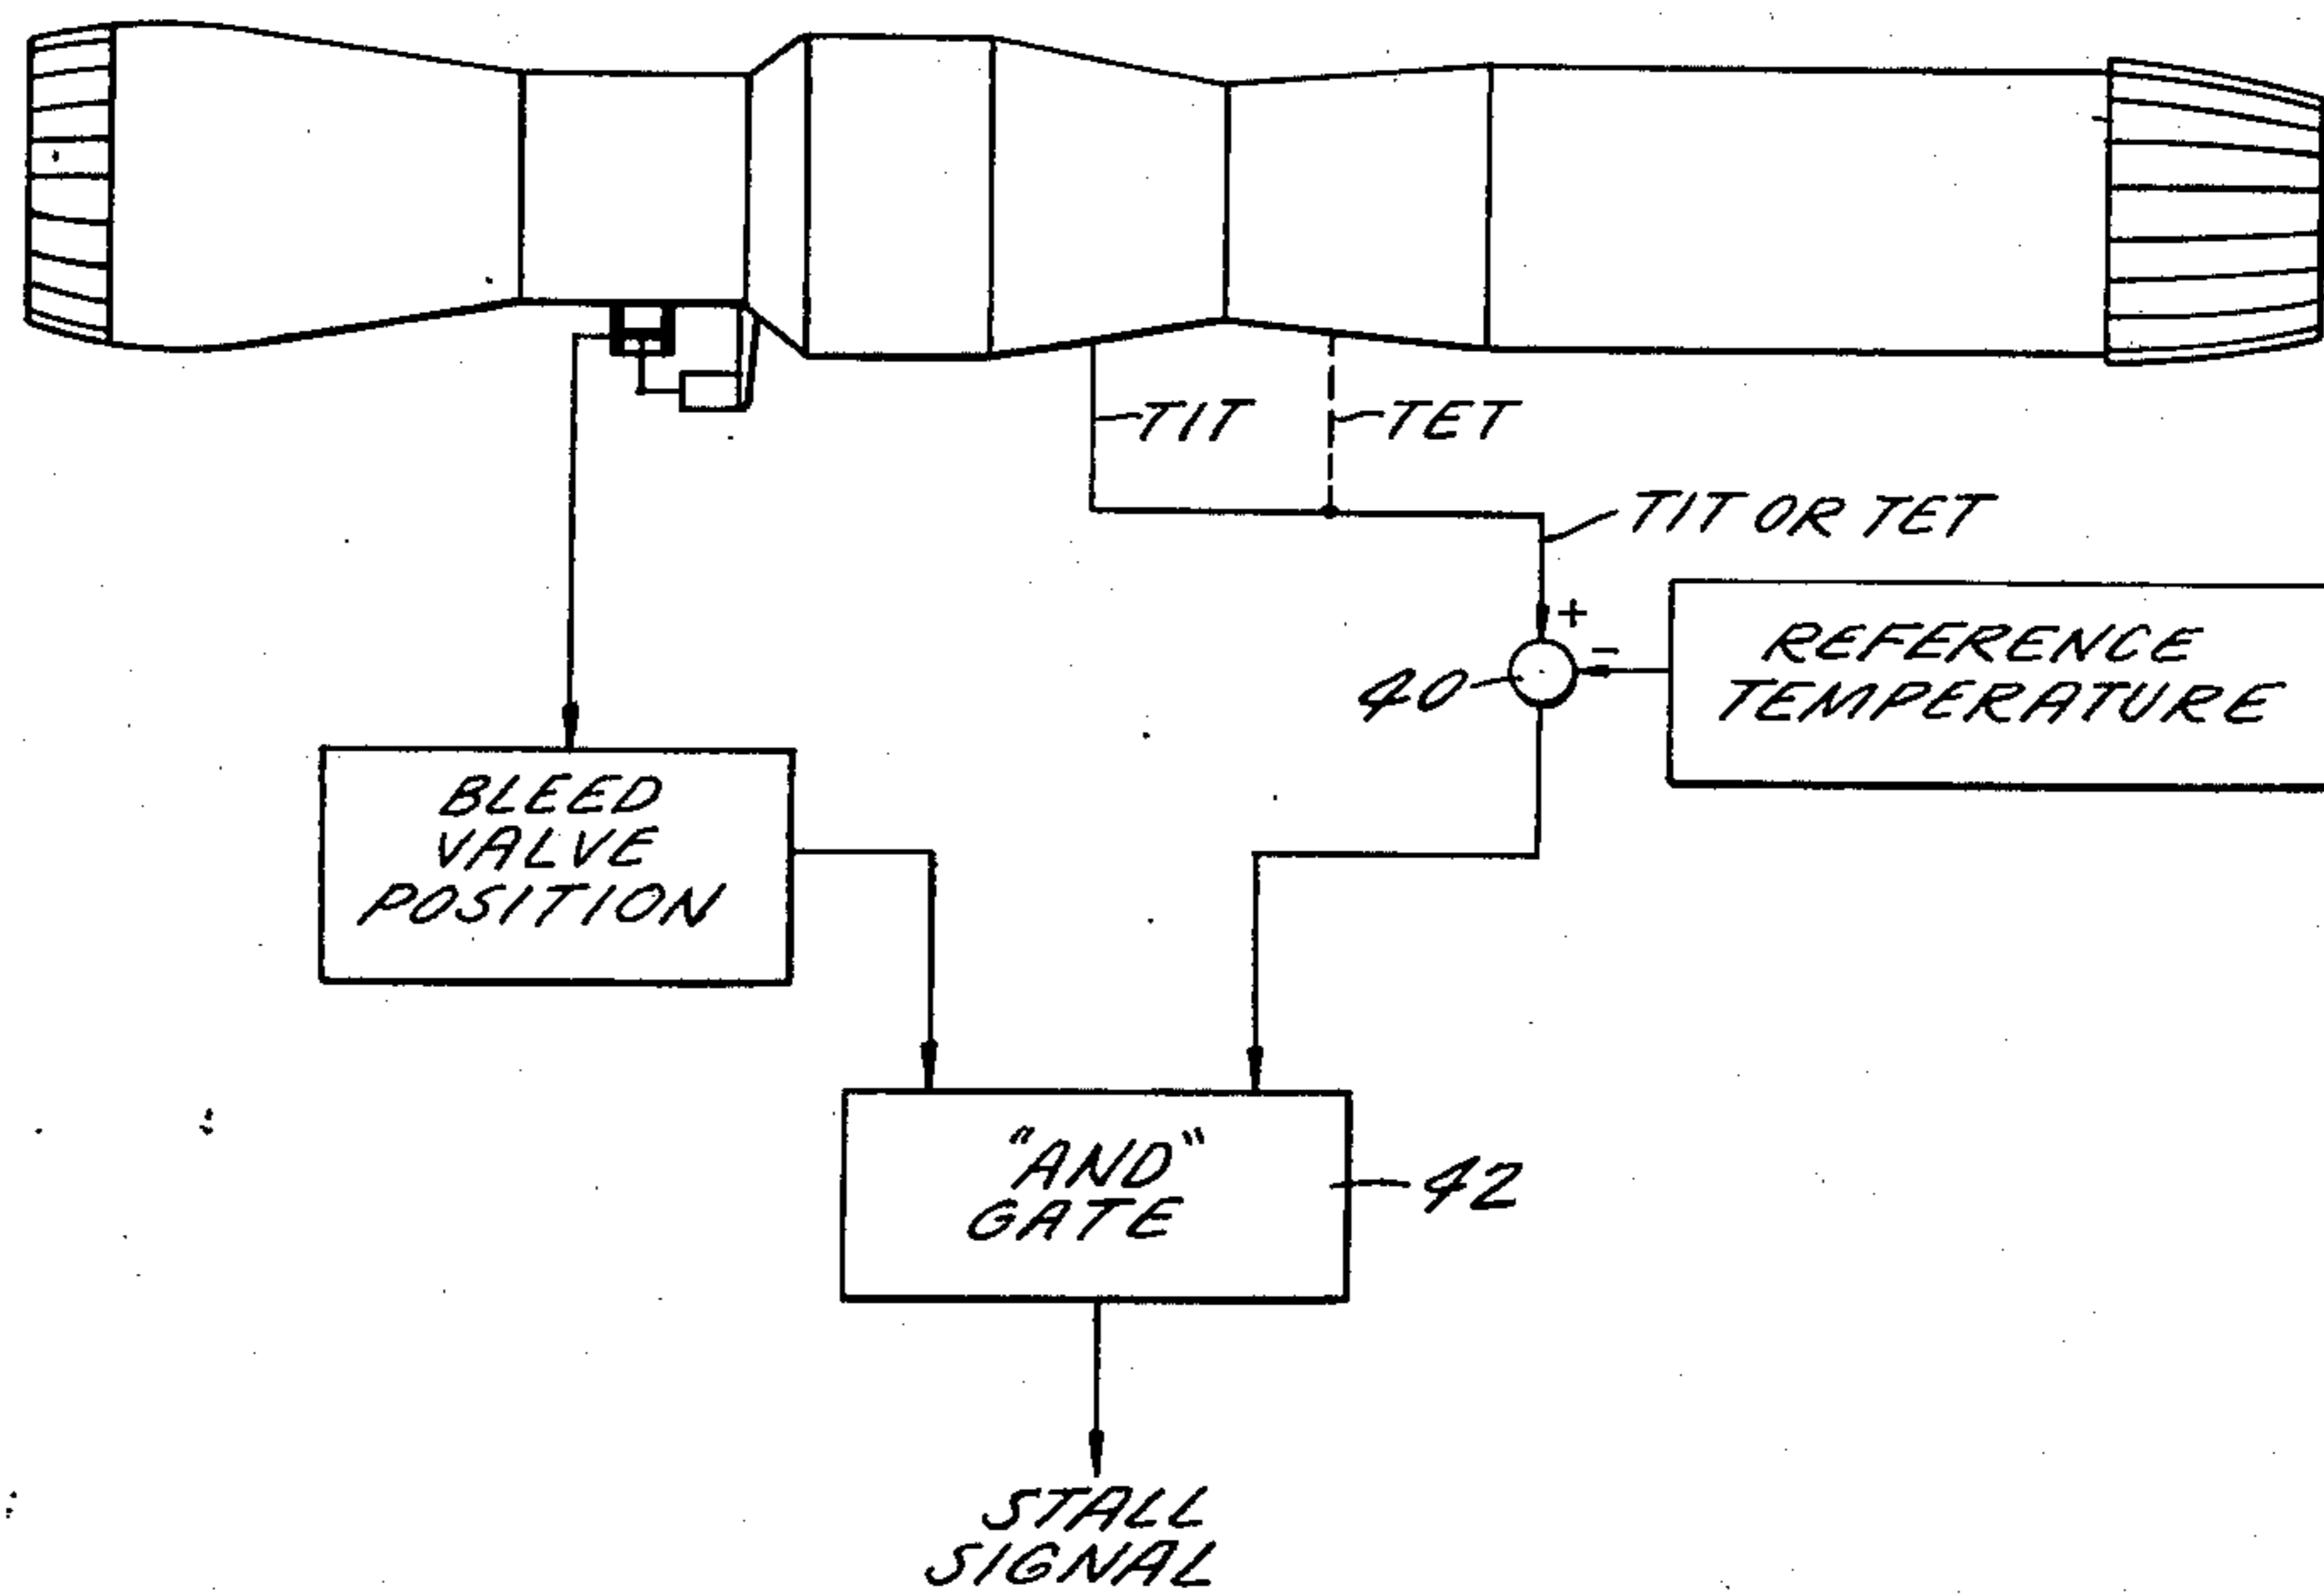 TIT
TET
TIT OR TET
+
-
40
REFERENCE
TEMPERATURE
BLEED
VALVE
POSITION
"AND"
GATE
42
STALL
SIGNAL